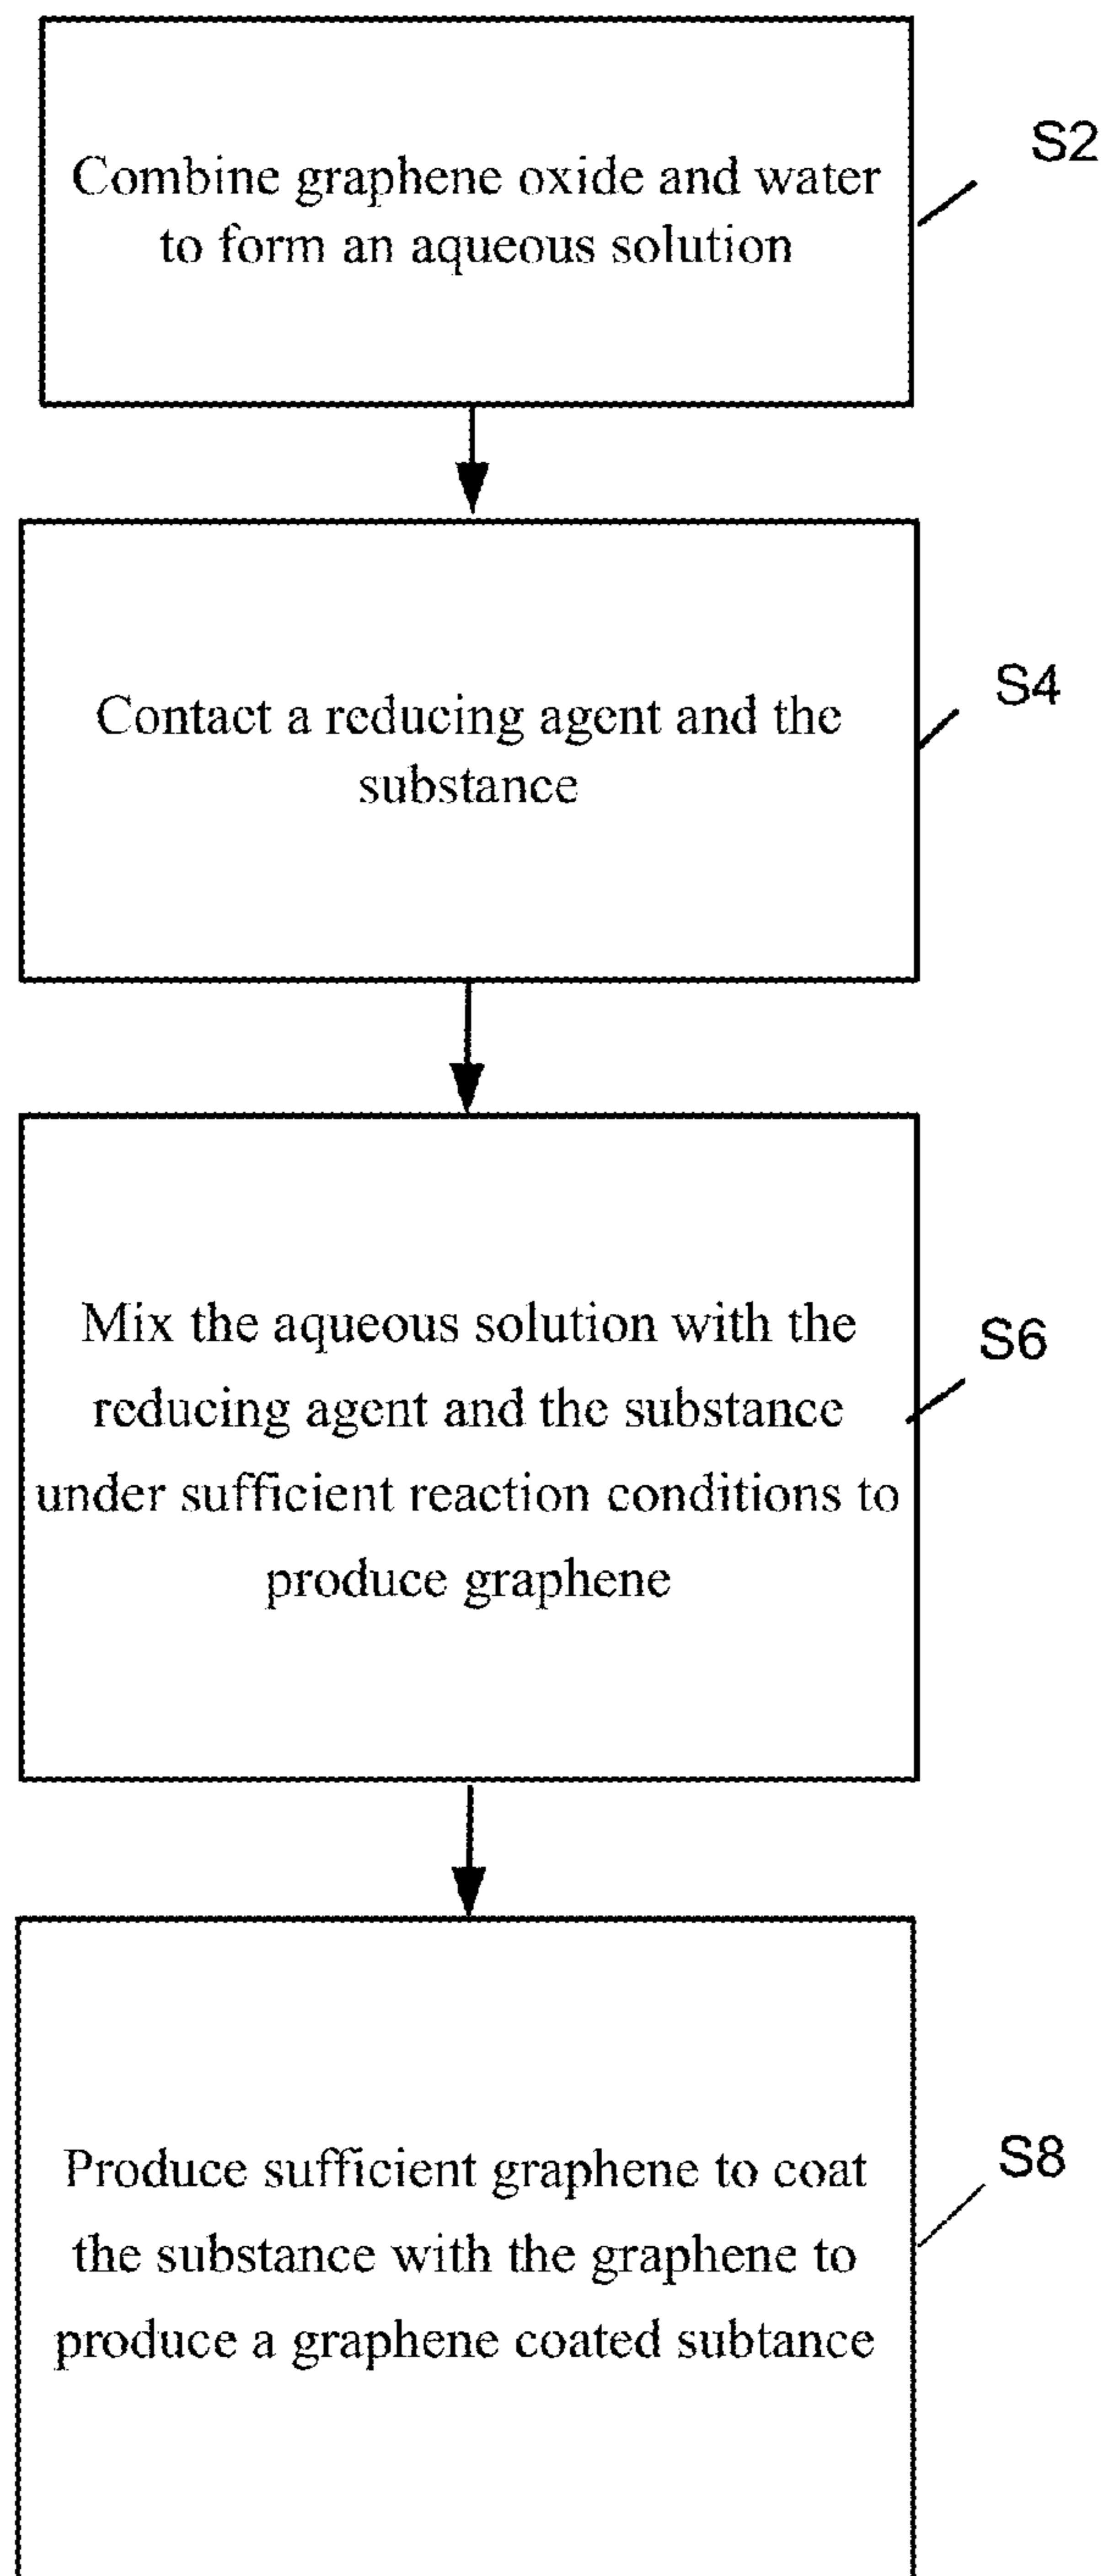 Combine graphene oxide and water
to form an aqueous solution
S2
Contact a reducing agent and the
substance
S4
Mix the aqueous solution with the
reducing agent and the substance
under sufficient reaction conditions to
produce graphene
S6
Produce sufficient graphene to coat
the substance with the graphene to
produce a graphene coated subtance
S8